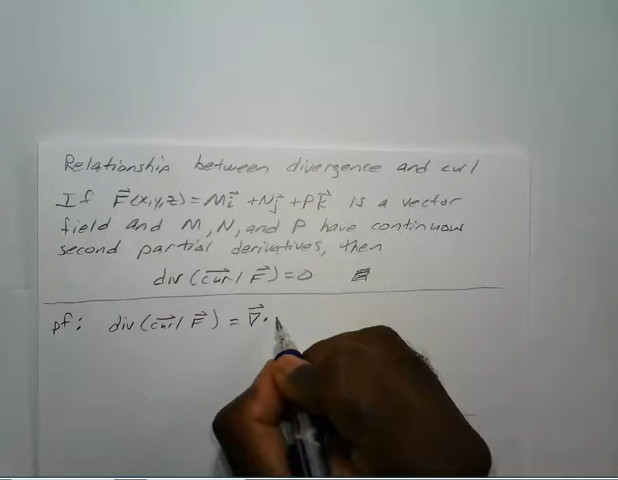 Relationship between divergence and curl
If F⃗(x,y,z) = Mi⃗ + Nj⃗ + Pk⃗ is a vector
field and M, N, and P have continuous
second partial derivatives, then
div (curl F⃗) = 0
pf: div (curl F⃗) = ∇⃗ ·